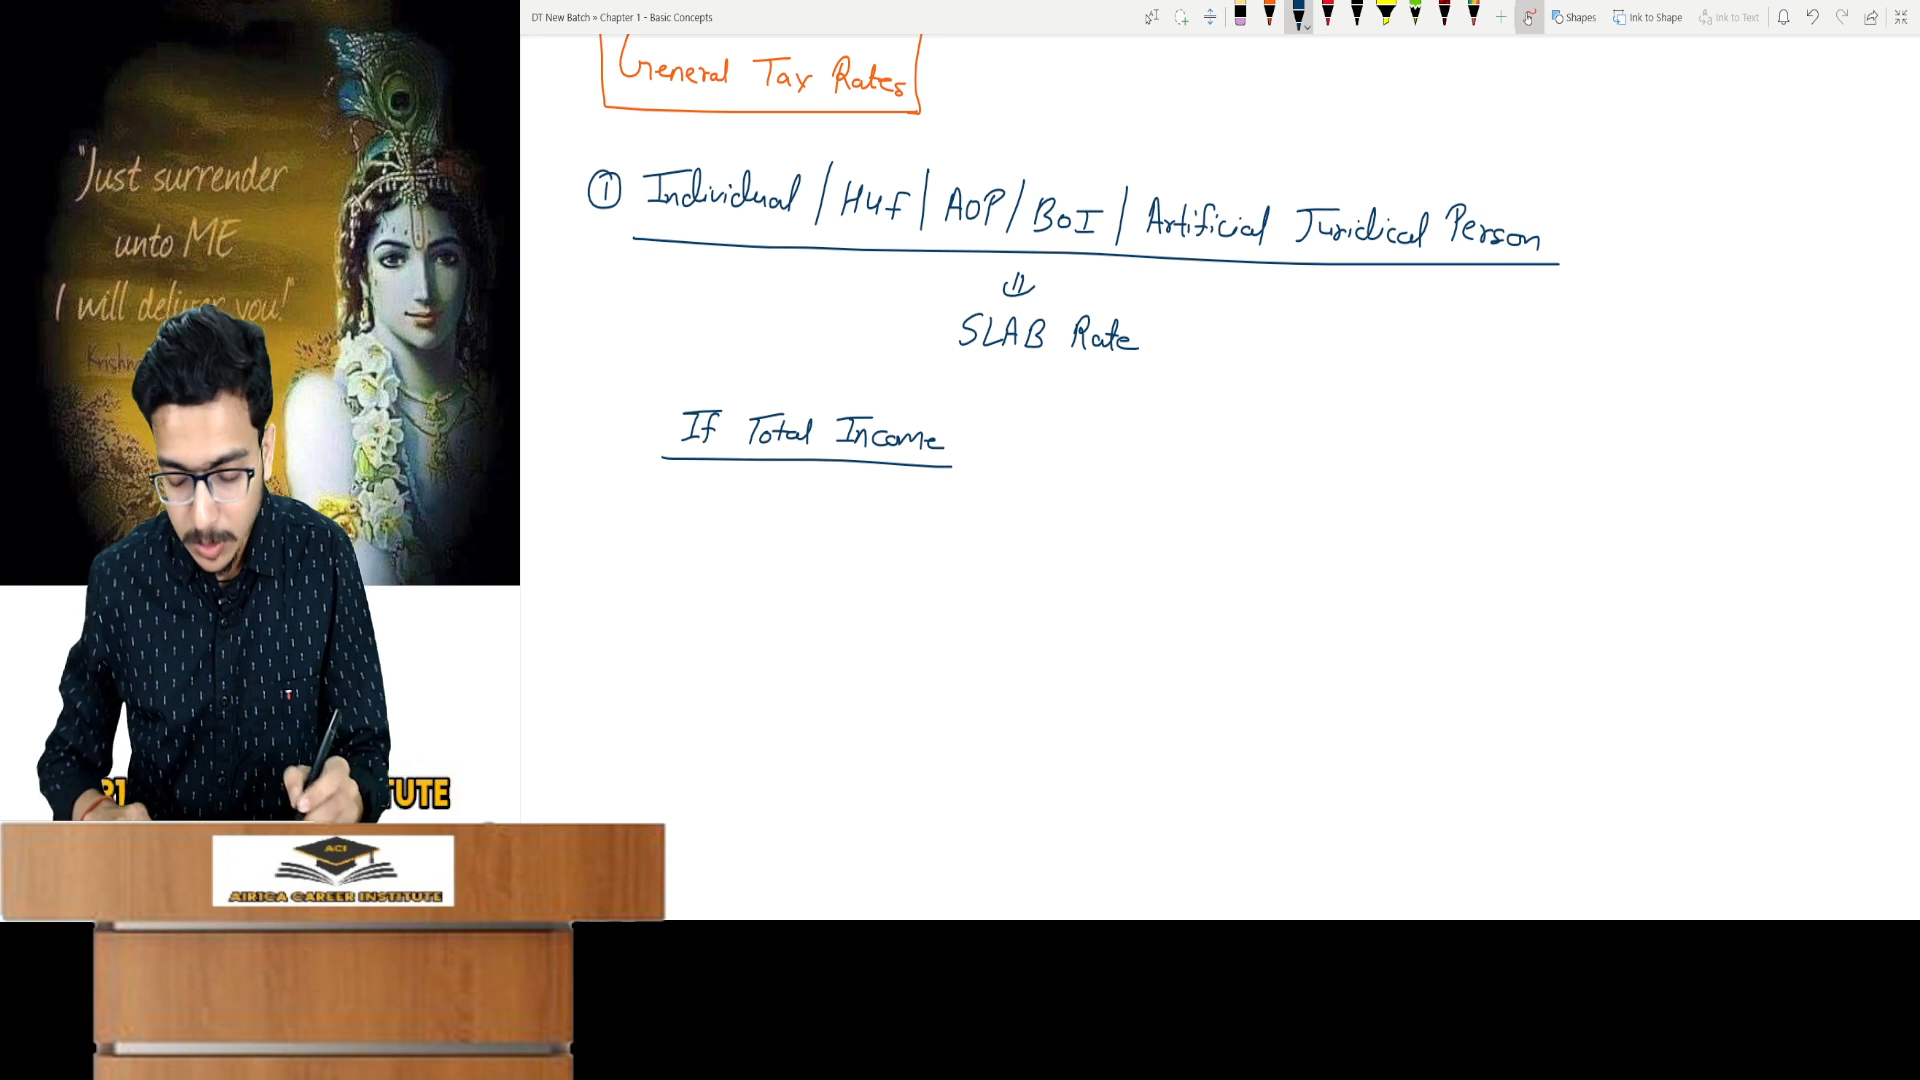 DT New Batch » Chapter 1 - Basic Concepts
Shapes
Ink to Shape
Ink to Text
General Tax Rates
"Just surrender
unto ME
I will deliver you!"
① Individual / HUF / AOP / BOI / Artificial Juridical Person
SLAB Rate
If Total Income
TUTE
ACI
AIR1CA CAREER INSTITUTE